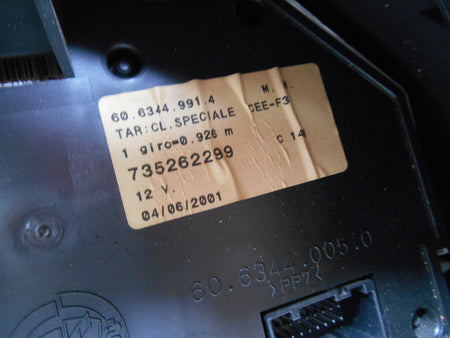 M.M.
60.6344.991.4
TAR:CL.SPECIALE CEE-F3
1 giro=0.926 m
735262299 C 14
12 V.
04/06/2001
60.6344.005.0
>PP7<